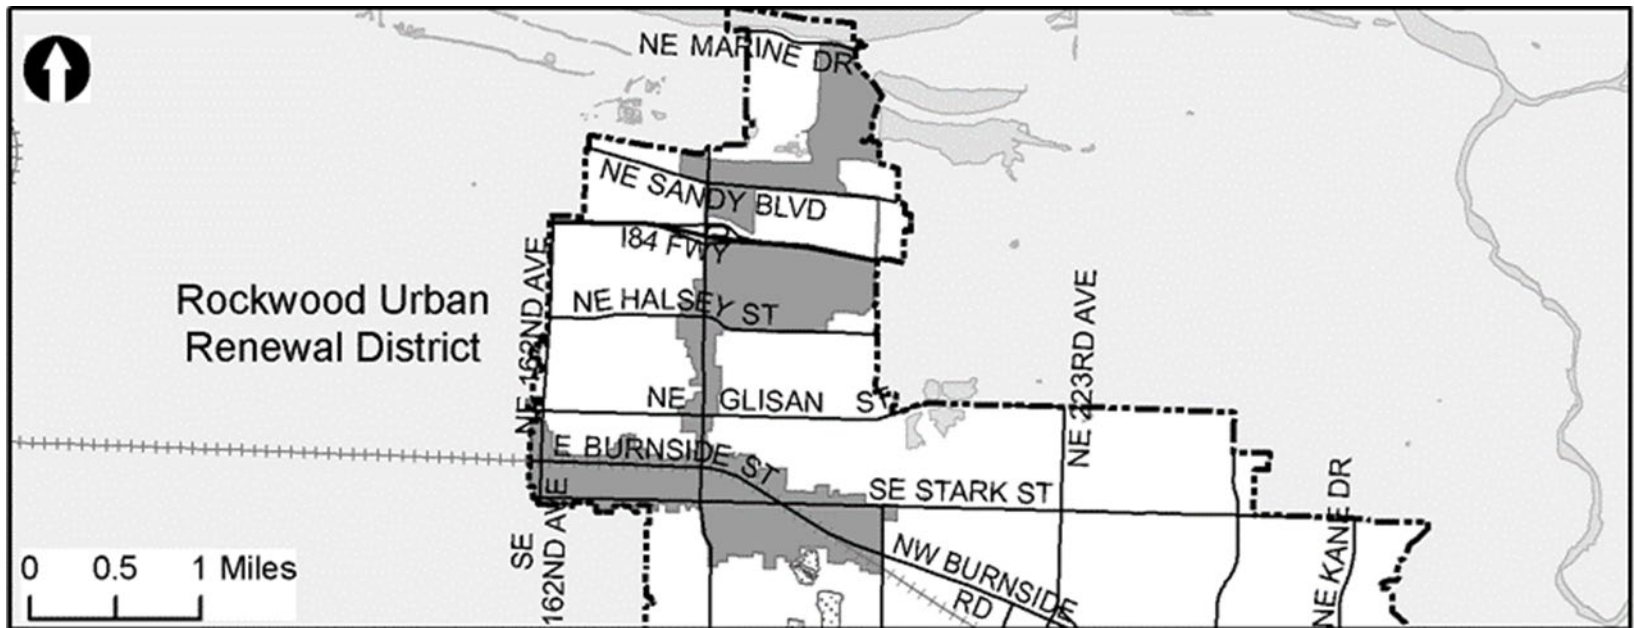 NE MARINE DR
NE SANDY BLVD
I84 FWY
NE 162ND AVE
Rockwood Urban
Renewal District
NE HALSEY ST
NE 223RD AVE
NE GLISAN ST
E BURNSIDE ST
SE STARK ST
NE KANE DR
SE
162ND AVE
NW BURNSIDE
RD
0 0.5 1 Miles